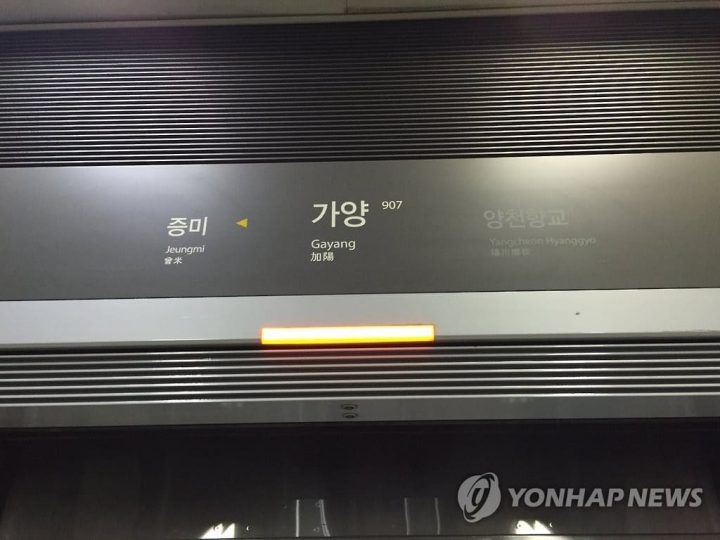 증미
Jeungmi
曾米
◀
가양 907
Gayang
加陽
양천향교
Yangcheon Hyanggyo
YONHAP NEWS